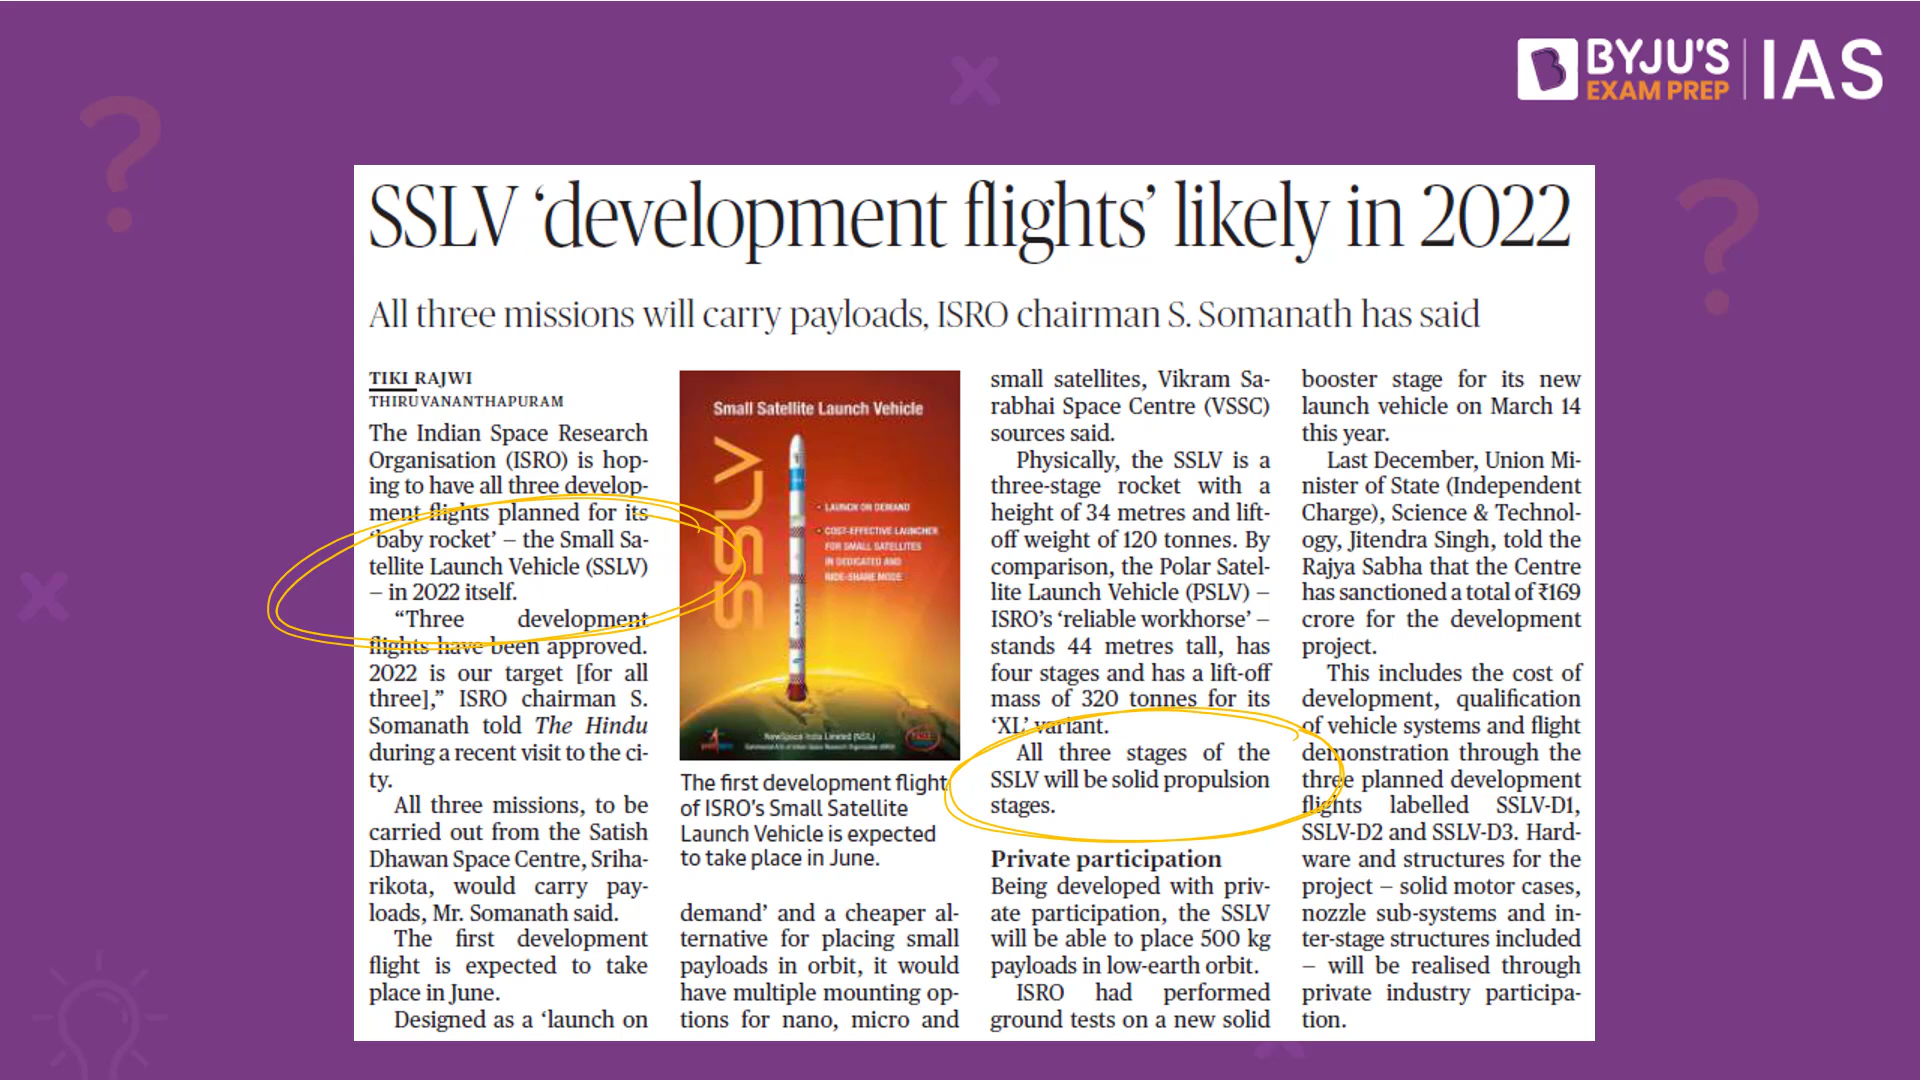 BYJU'S
EXAM PREP
IAS
SSLV ‘development flights’ likely in 2022
All three missions will carry payloads, ISRO chairman S. Somanath has said
TIKI RAJWI
THIRUVANANTHAPURAM
The Indian Space Research
Organisation (ISRO) is hop-
ing to have all three develop-
ment flights planned for its
‘baby rocket’ – the Small Sa-
tellite Launch Vehicle (SSLV)
– in 2022 itself.
“Three development
flights have been approved.
2022 is our target [for all
three],” ISRO chairman S.
Somanath told The Hindu
during a recent visit to the ci-
ty.
All three missions, to be
carried out from the Satish
Dhawan Space Centre, Sriha-
rikota, would carry pay-
loads, Mr. Somanath said.
The first development
flight is expected to take
place in June.
Designed as a ‘launch on
Small Satellite Launch Vehicle
SSLV
LAUNCH ON DEMAND
COST-EFFECTIVE LAUNCHER
FOR SMALL SATELLITES
IN DEDICATED AND
RIDE-SHARE MODE
NewSpace India Limited (NSIL)
The first development flight
of ISRO’s Small Satellite
Launch Vehicle is expected
to take place in June.
demand’ and a cheaper al-
ternative for placing small
payloads in orbit, it would
have multiple mounting op-
tions for nano, micro and
small satellites, Vikram Sa-
rabhai Space Centre (VSSC)
sources said.
Physically, the SSLV is a
three-stage rocket with a
height of 34 metres and lift-
off weight of 120 tonnes. By
comparison, the Polar Satel-
lite Launch Vehicle (PSLV) –
ISRO’s ‘reliable workhorse’ –
stands 44 metres tall, has
four stages and has a lift-off
mass of 320 tonnes for its
‘XL’ variant.
All three stages of the
SSLV will be solid propulsion
stages.
Private participation
Being developed with priv-
ate participation, the SSLV
will be able to place 500 kg
payloads in low-earth orbit.
ISRO had performed
ground tests on a new solid
booster stage for its new
launch vehicle on March 14
this year.
Last December, Union Mi-
nister of State (Independent
Charge), Science & Technol-
ogy, Jitendra Singh, told the
Rajya Sabha that the Centre
has sanctioned a total of ₹169
crore for the development
project.
This includes the cost of
development, qualification
of vehicle systems and flight
demonstration through the
three planned development
flights labelled SSLV-D1,
SSLV-D2 and SSLV-D3. Hard-
ware and structures for the
project – solid motor cases,
nozzle sub-systems and in-
ter-stage structures included
– will be realised through
private industry participa-
tion.